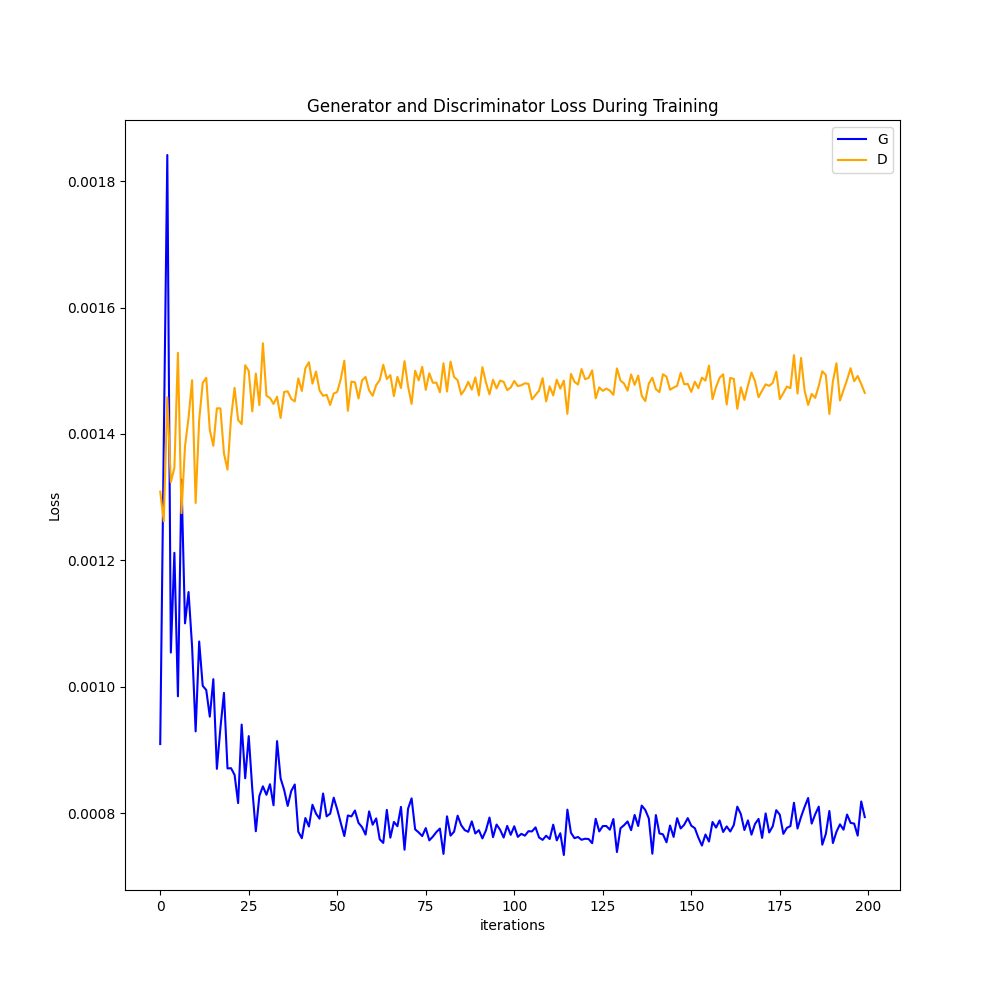 Generator and Discriminator Loss During Training
G
D
0.0018
0.0016
0.0014
0.0012
0.0010
0.0008
Loss
0 25 50 75 100 125 150 175 200
iterations